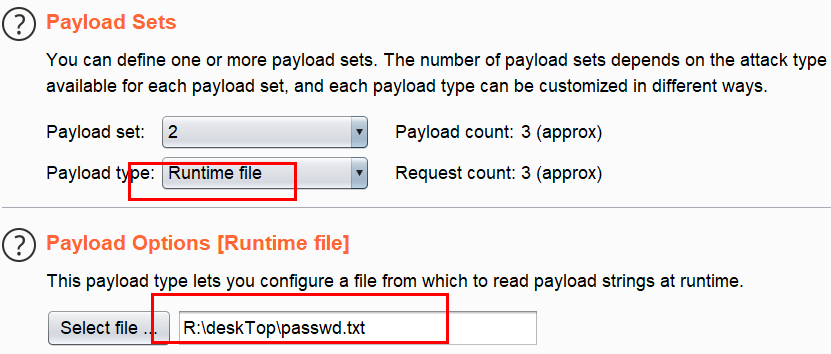 Payload Sets
You can define one or more payload sets. The number of payload sets depends on the attack type
available for each payload set, and each payload type can be customized in different ways.
Payload set: 2 Payload count: 3 (approx)
Payload type: Runtime file Request count: 3 (approx)
Payload Options [Runtime file]
This payload type lets you configure a file from which to read payload strings at runtime.
Select file ... R:\deskTop\passwd.txt